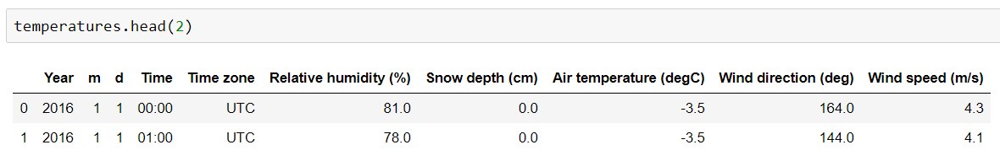 temperatures.head(2)
Year m d Time Time zone Relative humidity (%) Snow depth (cm) Air temperature (degC) Wind direction (deg) Wind speed (m/s)
0 2016 1 1 00:00 UTC 81.0 0.0 -3.5 164.0 4.3
1 2016 1 1 01:00 UTC 78.0 0.0 -3.5 144.0 4.1